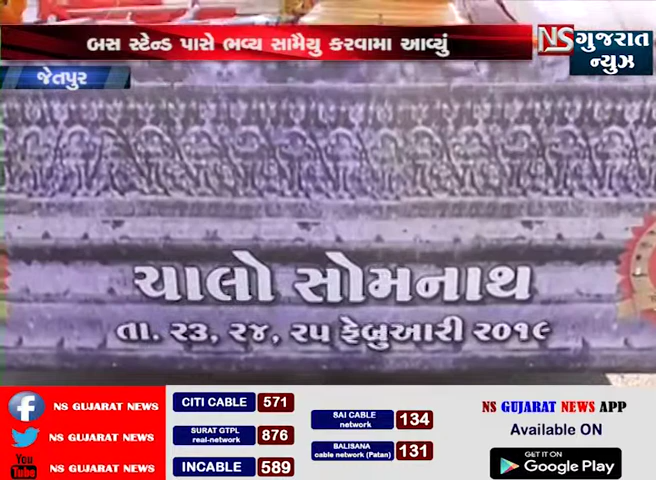 બસ સ્ટેન્ડ પાસે ભવ્ય સામૈયુ કરવામા આવ્યું
NS ગુજરાત ન્યુઝ
જેતપુર
ચાલો સોમનાથ
તા. ૨૩, ૨૪, ૨૫ ફેબ્રુઆરી ૨૦૧૯
NS GUJARAT NEWS
NS GUJARAT NEWS
You Tube NS GUJARAT NEWS
CITI CABLE 571
SURAT GTPL real-network 876
INCABLE 589
SAI CABLE network 134
BALISANA cable network (Patan) 131
NS GUJARAT NEWS APP
Available ON
GET IT ON
Google Play